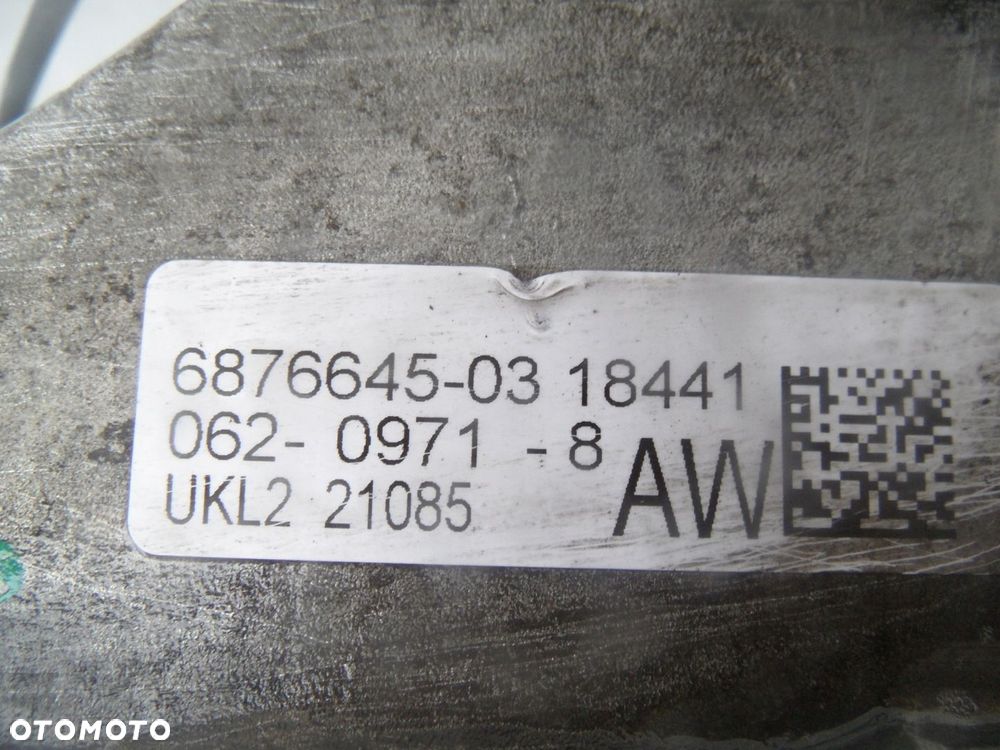 6876645-03 18441
062- 0971 - 8
AW
UKL2 21085
OTOMOTO